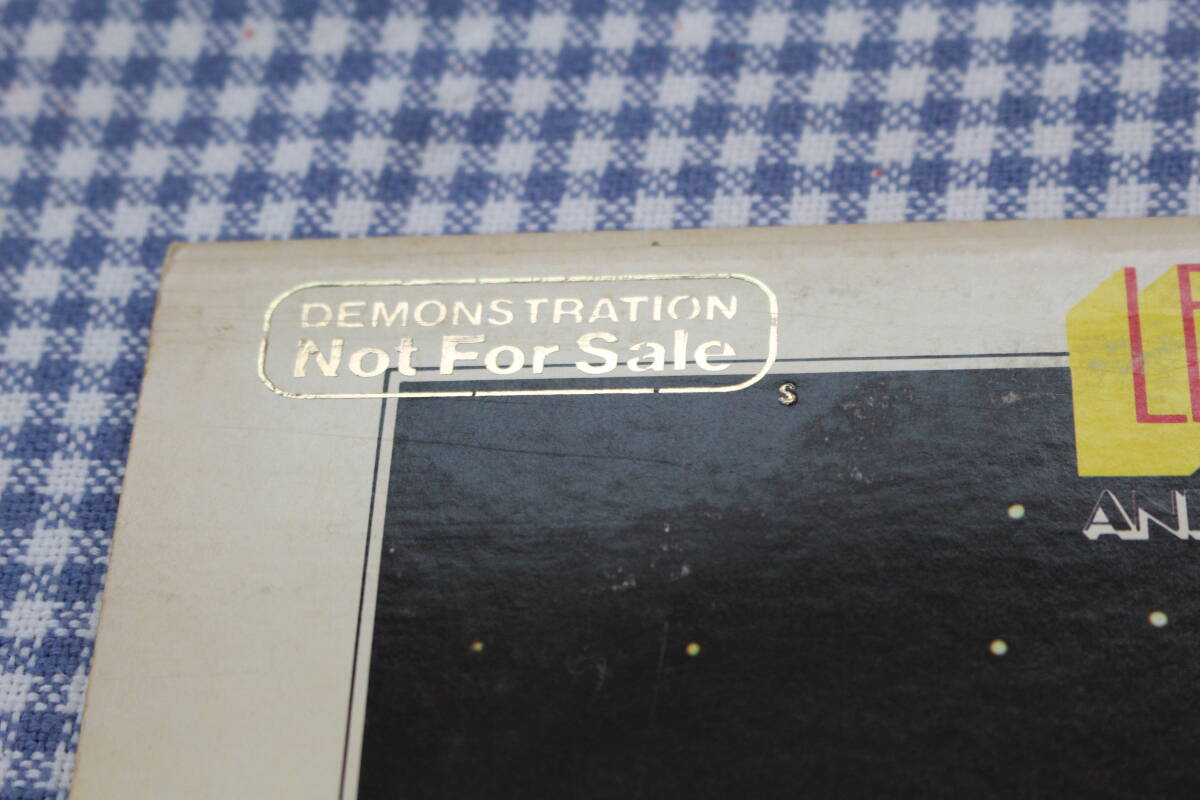 DEMONSTRATION
Not For Sale
S